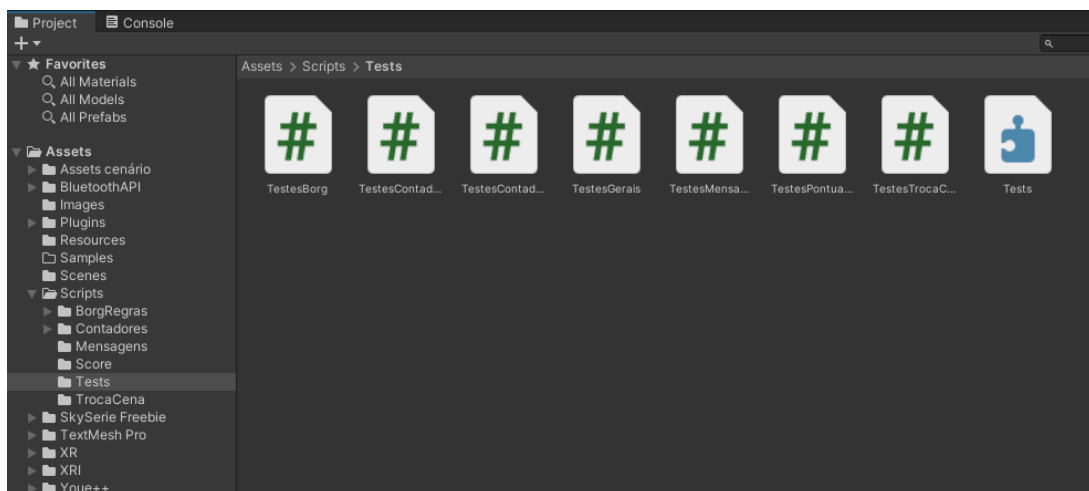 Project
Console
Favorites
All Materials
All Models
All Prefabs
Assets
Assets cenário
BluetoothAPI
Images
Plugins
Resources
Samples
Scenes
Scripts
BorgRegras
Contadores
Mensagens
Score
Tests
TrocaCena
SkySerie Freebie
TextMesh Pro
XR
XRI
Youe++
Assets > Scripts > Tests
TestesBorg TestesContad... TestesContad... TestesGerais TestesMensa... TestesPontua... TestesTrocaC... Tests